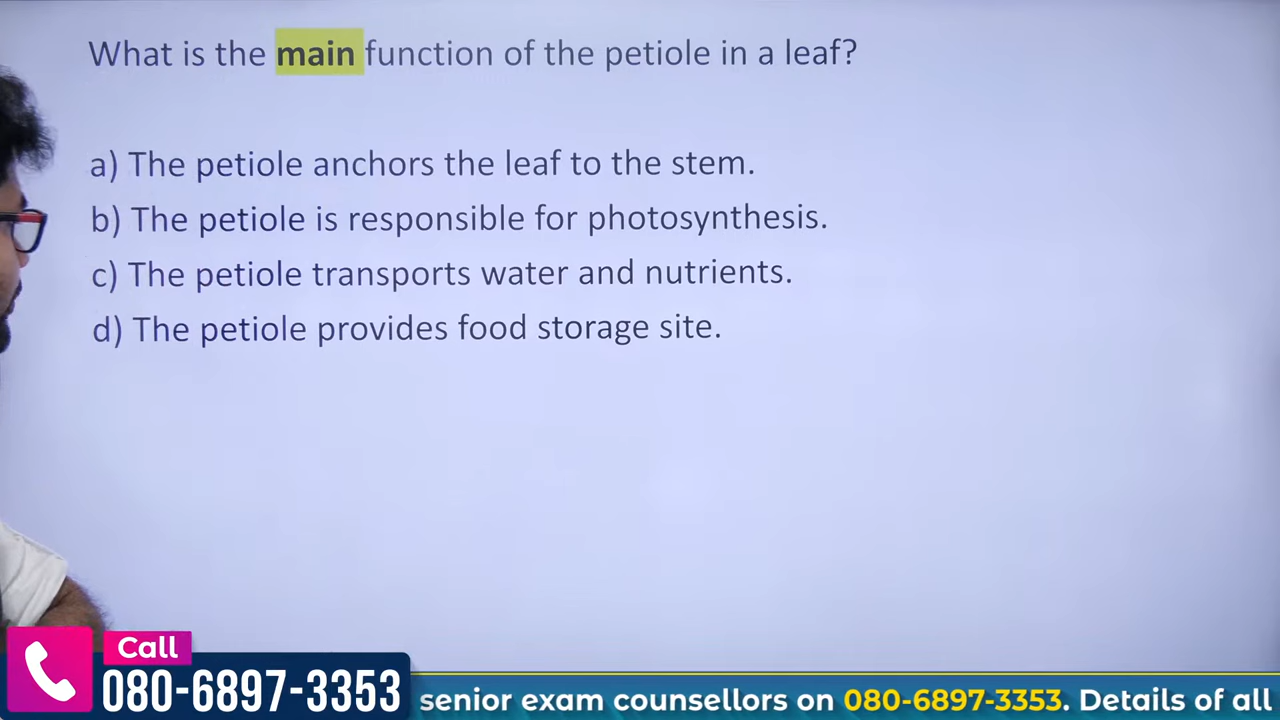 What is the main function of the petiole in a leaf?
a) The petiole anchors the leaf to the stem.
b) The petiole is responsible for photosynthesis.
c) The petiole transports water and nutrients.
d) The petiole provides food storage site.
Call
080-6897-3353
senior exam counsellors on 080-6897-3353. Details of all